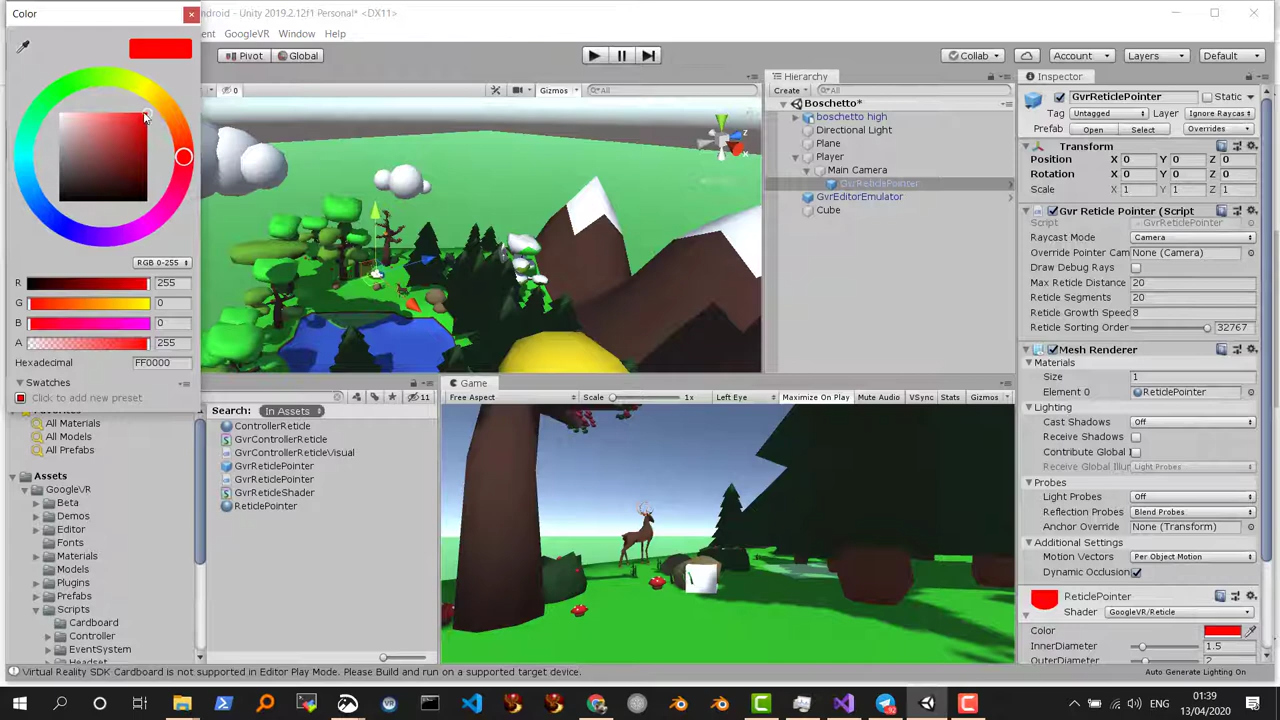 Color
ndroid - Unity 2019.2.12f1 Personal* <DX11>
ent GoogleVR Window Help
Pivot Global
Collab Account Layers Default
RGB 0-255
R 255
G 0
B 0
A 255
Hexadecimal FF0000
Swatches
Click to add new preset
0 Gizmos All
z
x
Hierarchy
Create All
Boschetto*
boschetto high
Directional Light
Plane
Player
Main Camera
GvrReticlePointer
GvrEditorEmulator
Cube
Favorites
All Materials
All Models
All Prefabs
Assets
GoogleVR
Beta
Demos
Editor
Fonts
Materials
Models
Plugins
Prefabs
Scripts
Cardboard
Controller
EventSystem
Headset
11
Search: In Assets
ControllerReticle
GvrControllerReticle
GvrControllerReticleVisual
GvrReticlePointer
GvrReticlePointer
GvrReticleShader
ReticlePointer
Game
Free Aspect Scale 1x Left Eye Maximize On Play Mute Audio VSync Stats Gizmos
Inspector
GvrReticlePointer Static
Tag Untagged Layer Ignore Raycas
Prefab Open Select Overrides
Transform
Position X 0 Y 0 Z 0
Rotation X 0 Y 0 Z 0
Scale X 1 Y 1 Z 1
Gvr Reticle Pointer (Script
Script GvrReticlePointer
Raycast Mode Camera
Override Pointer Cam None (Camera)
Draw Debug Rays
Max Reticle Distance 20
Reticle Segments 20
Reticle Growth Speed 8
Reticle Sorting Order 32767
Mesh Renderer
Materials
Size 1
Element 0 ReticlePointer
Lighting
Cast Shadows Off
Receive Shadows
Contribute Global I
Receive Global Illur Light Probes
Probes
Light Probes Off
Reflection Probes Blend Probes
Anchor Override None (Transform)
Additional Settings
Motion Vectors Per Object Motion
Dynamic Occlusion
ReticlePointer
Shader GoogleVR/Reticle
Color
InnerDiameter 1.5
OuterDiameter 2
Virtual Reality SDK Cardboard is not supported in Editor Play Mode. Please Build and run on a supported target device.
Auto Generate Lighting On
92
01:39
13/04/2020